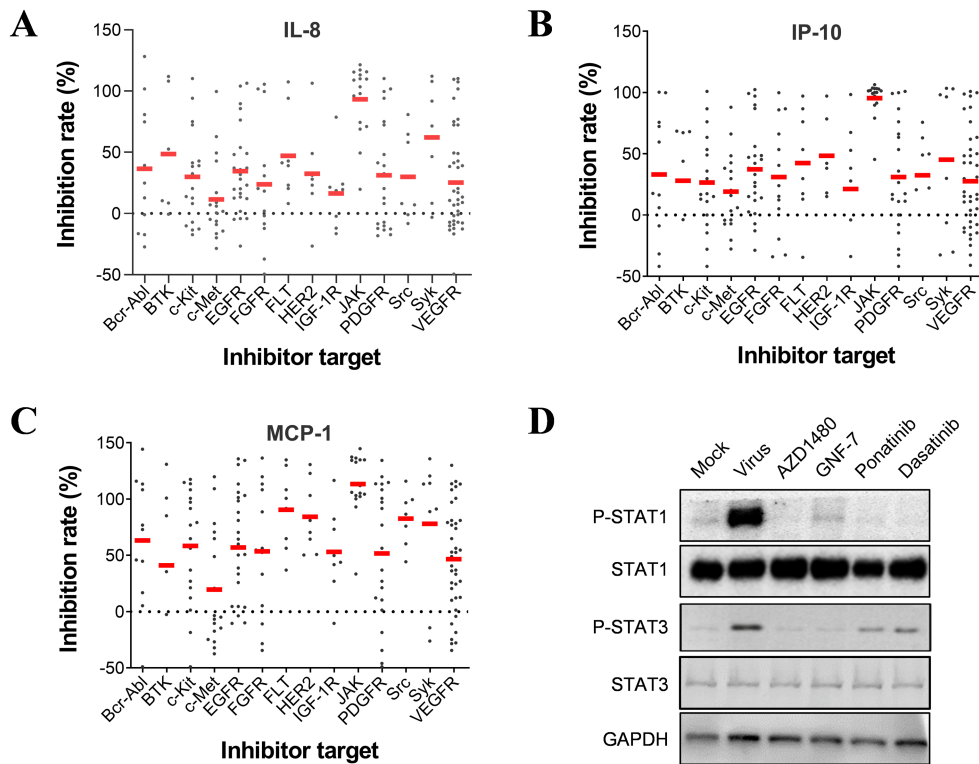 A
IL-8
Inhibition rate (%)
150
100
50
0
-50
Bcr-Abl
BTK
c-Kit
c-Met
EGFR
FGFR
FLT
HER2
IGF-1R
JAK
PDGFR
Src
Syk
VEGFR
Inhibitor target
B
IP-10
Inhibition rate (%)
150
100
50
0
-50
Bcr-Abl
BTK
c-Kit
c-Met
EGFR
FGFR
FLT
HER2
IGF-1R
JAK
PDGFR
Src
Syk
VEGFR
Inhibitor target
C
MCP-1
Inhibition rate (%)
150
100
50
0
-50
Bcr-Abl
BTK
c-Kit
c-Met
EGFR
FGFR
FLT
HER2
IGF-1R
JAK
PDGFR
Src
Syk
VEGFR
Inhibitor target
D
Mock
Virus
AZD1480
GNF-7
Ponatinib
Dasatinib
P-STAT1
STAT1
P-STAT3
STAT3
GAPDH